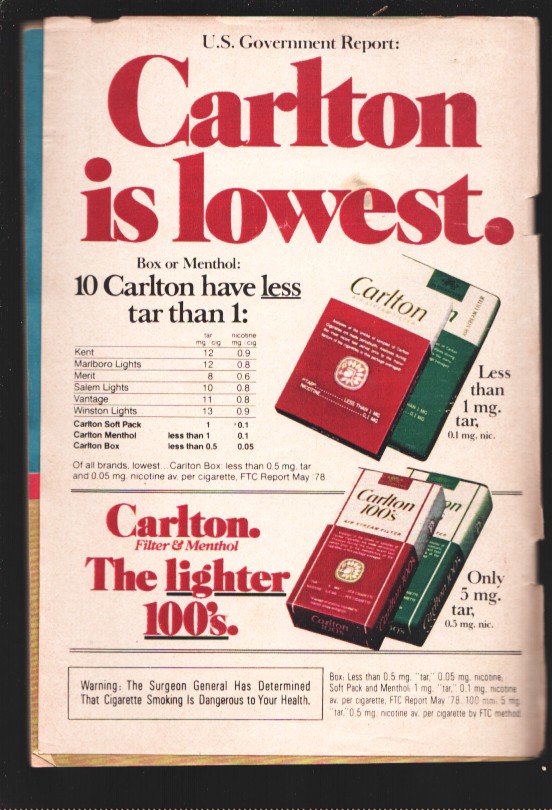 U.S. Government Report:
Carlton
is lowest.
Box or Menthol:
10 Carlton have less
tar than 1:
tar nicotine
mg./cig mg./cig
Kent 12 0.9
Marlboro Lights 12 0.8
Merit 8 0.6
Salem Lights 10 0.8
Vantage 11 0.8
Winston Lights 13 0.9
Carlton Soft Pack 1 0.1
Carlton Menthol less than 1 0.1
Carlton Box less than 0.5 0.05
Of all brands, lowest...Carlton Box: less than 0.5 mg. tar
and 0.05 mg. nicotine av. per cigarette, FTC Report May '78
Carlton
AIR STREAM FILTER
Less
than
1 mg.
tar,
0.1 mg. nic.
Carlton.
Filter & Menthol
The lighter
100's.
Carlton
100's
AIR STREAM FILTER
Carlton
100's
Only
5 mg.
tar,
0.5 mg. nic.
Warning: The Surgeon General Has Determined
That Cigarette Smoking Is Dangerous to Your Health.
Box: Less than 0.5 mg. "tar," 0.05 mg. nicotine;
Soft Pack and Menthol: 1 mg. "tar," 0.1 mg. nicotine
av. per cigarette, FTC Report May '78. 100 mm: 5 mg.
"tar," 0.5 mg. nicotine av. per cigarette by FTC method.